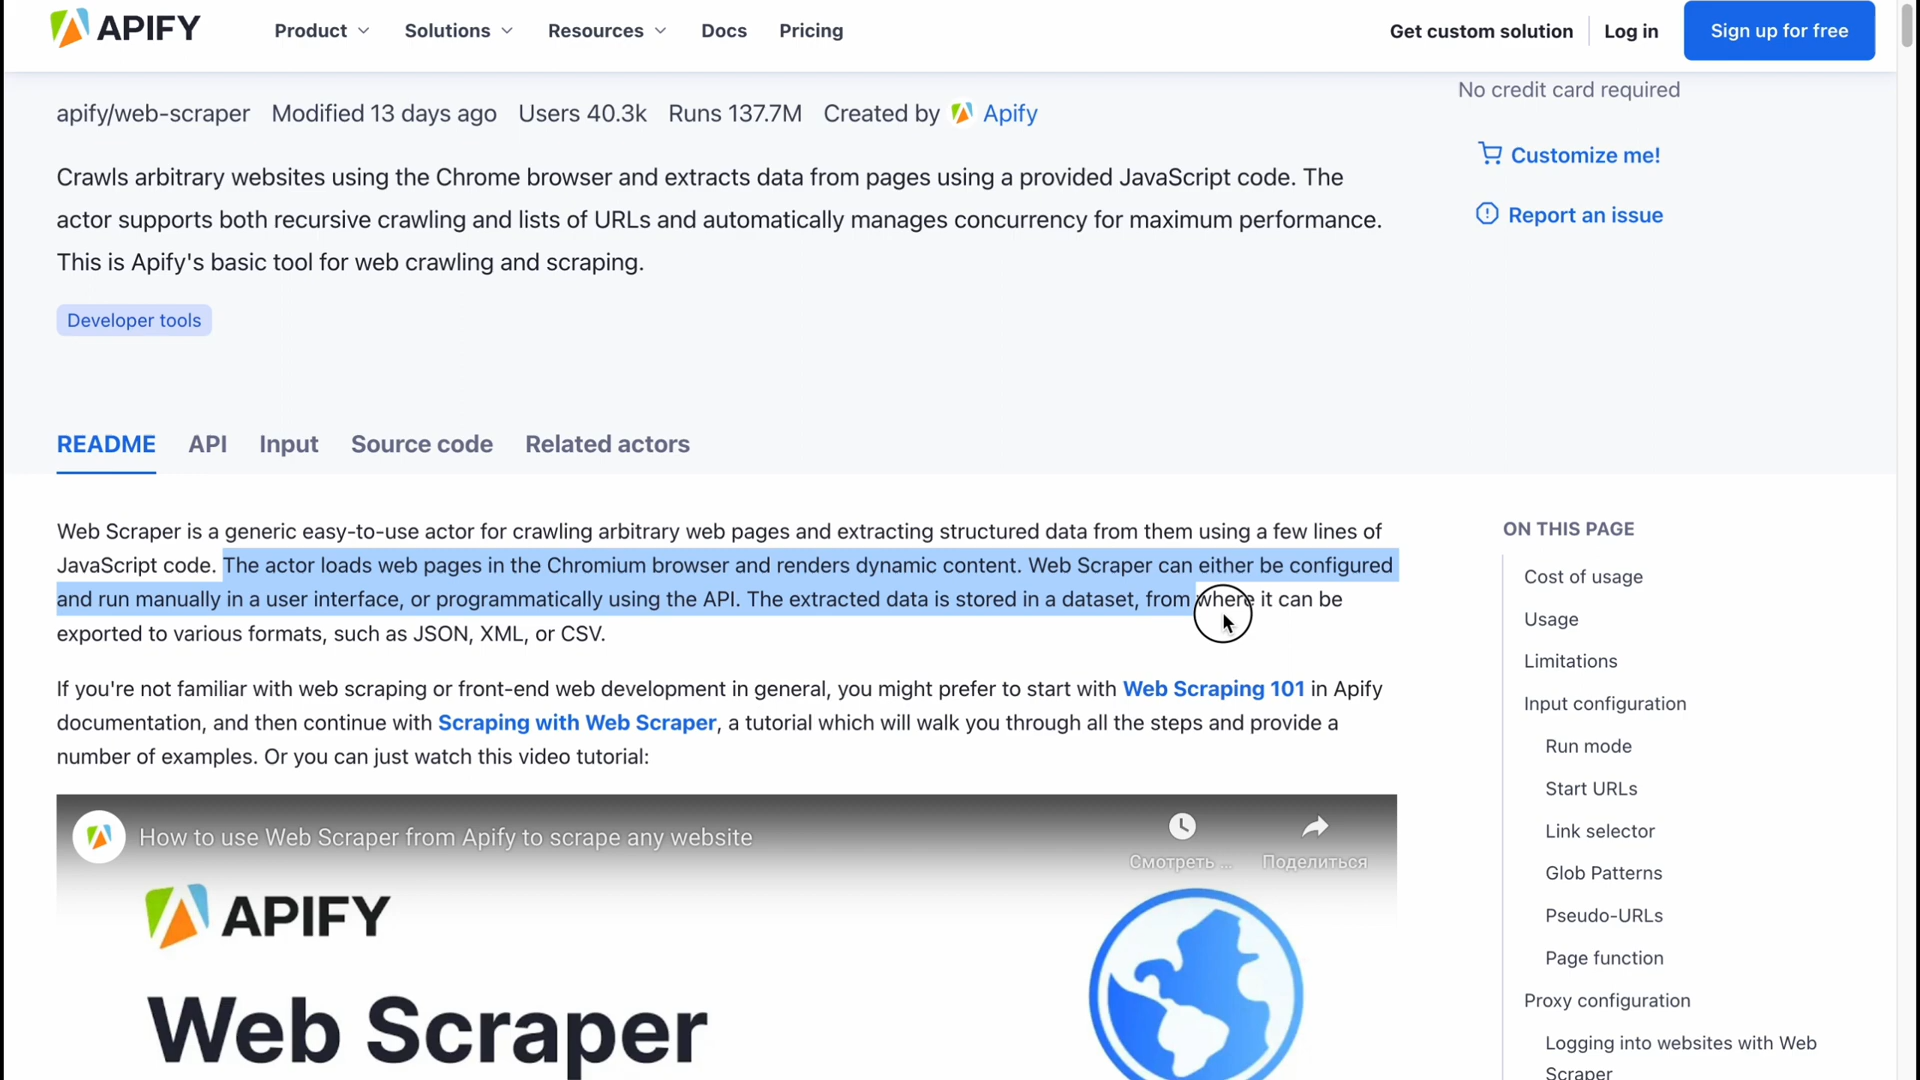 APIFY
Product
Solutions
Resources
Docs
Pricing
Get custom solution
Log in
Sign up for free
No credit card required
apify/web-scraper Modified 13 days ago Users 40.3k Runs 137.7M Created by Apify
Customize me!
Report an issue
Crawls arbitrary websites using the Chrome browser and extracts data from pages using a provided JavaScript code. The
actor supports both recursive crawling and lists of URLs and automatically manages concurrency for maximum performance.
This is Apify's basic tool for web crawling and scraping.
Developer tools
README API Input Source code Related actors
Web Scraper is a generic easy-to-use actor for crawling arbitrary web pages and extracting structured data from them using a few lines of
JavaScript code. The actor loads web pages in the Chromium browser and renders dynamic content. Web Scraper can either be configured
and run manually in a user interface, or programmatically using the API. The extracted data is stored in a dataset, from where it can be
exported to various formats, such as JSON, XML, or CSV.
If you're not familiar with web scraping or front-end web development in general, you might prefer to start with Web Scraping 101 in Apify
documentation, and then continue with Scraping with Web Scraper, a tutorial which will walk you through all the steps and provide a
number of examples. Or you can just watch this video tutorial:
How to use Web Scraper from Apify to scrape any website
Смотреть ...
Поделиться
APIFY
Web Scraper
ON THIS PAGE
Cost of usage
Usage
Limitations
Input configuration
Run mode
Start URLs
Link selector
Glob Patterns
Pseudo-URLs
Page function
Proxy configuration
Logging into websites with Web
Scraper